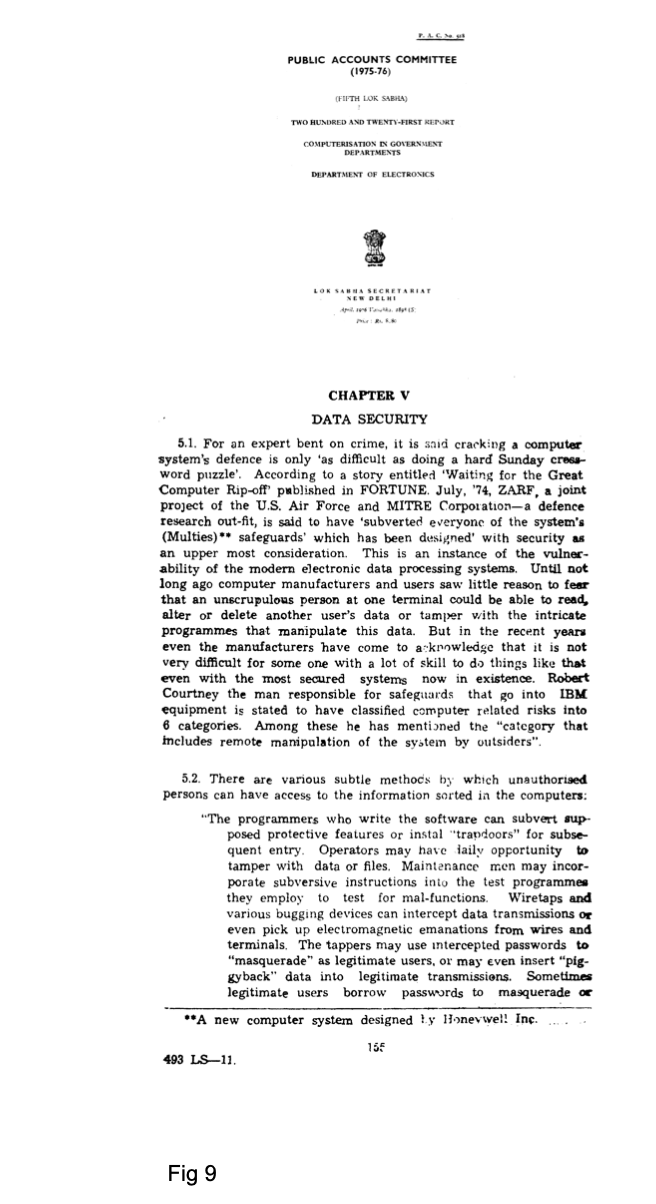 P. A. C. No.
PUBLIC ACCOUNTS COMMITTEE
(1975-76)
(FIFTH LOK SABHA)
TWO HUNDRED AND TWENTY-FIRST REPORT
COMPUTERISATION IN GOVERNMENT
DEPARTMENTS
DEPARTMENT OF ELECTRONICS
LOK SABHA SECRETARIAT
NEW DELHI
April,
Price : Rs.
CHAPTER V
DATA SECURITY
5.1. For an expert bent on crime, it is said cracking a computer
system's defence is only 'as difficult as doing a hard Sunday cross-
word puzzle'. According to a story entitled 'Waiting for the Great
Computer Rip-off' published in FORTUNE. July, '74, ZARF, a joint
project of the U.S. Air Force and MITRE Corporation—a defence
research out-fit, is said to have 'subverted everyone of the system's
(Multies)** safeguards' which has been designed' with security as
an upper most consideration. This is an instance of the vulner-
ability of the modern electronic data processing systems. Until not
long ago computer manufacturers and users saw little reason to fear
that an unscrupulous person at one terminal could be able to read,
alter or delete another user's data or tamper with the intricate
programmes that manipulate this data. But in the recent years
even the manufacturers have come to acknowledge that it is not
very difficult for some one with a lot of skill to do things like that
even with the most secured systems now in existence. Robert
Courtney the man responsible for safeguards that go into IBM
equipment is stated to have classified computer related risks into
6 categories. Among these he has mentioned the "category that
includes remote manipulation of the system by outsiders".
5.2. There are various subtle methods by which unauthorised
persons can have access to the information sorted in the computers:
"The programmers who write the software can subvert sup-
posed protective features or instal "trapdoors" for subse-
quent entry. Operators may have daily opportunity to
tamper with data or files. Maintenance men may incor-
porate subversive instructions into the test programmes
they employ to test for mal-functions. Wiretaps and
various bugging devices can intercept data transmissions or
even pick up electromagnetic emanations from wires and
terminals. The tappers may use intercepted passwords to
"masquerade" as legitimate users, or may even insert "pig-
gyback" data into legitimate transmissions. Sometimes
legitimate users borrow passwords to masquerade or
**A new computer system designed by Honeywell Inc.
155
493 LS—11.
Fig 9